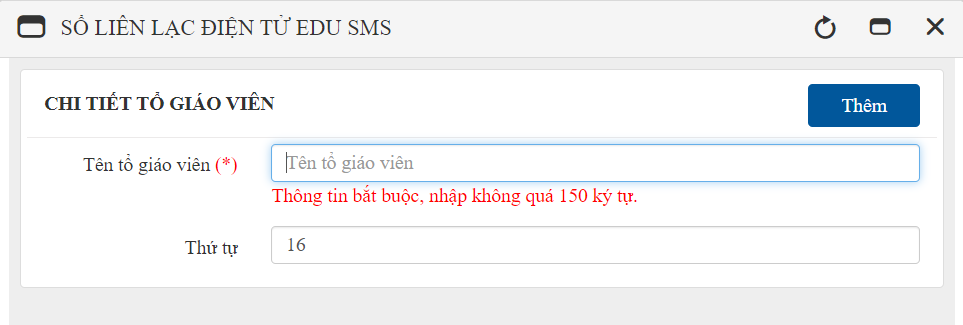 SỔ LIÊN LẠC ĐIỆN TỬ EDU SMS
CHI TIẾT TỔ GIÁO VIÊN
Thêm
Tên tổ giáo viên (*)
Tên tổ giáo viên
Thông tin bắt buộc, nhập không quá 150 ký tự.
Thứ tự
16